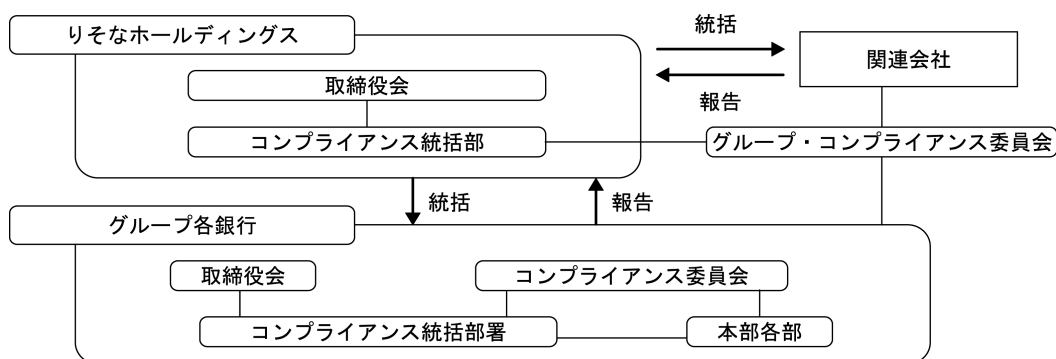 りそなホールディングス
統括
関連会社
取締役会
報告
コンプライアンス統括部
グループ・コンプライアンス委員会
統括
報告
グループ各銀行
取締役会
コンプライアンス委員会
コンプライアンス統括部署
本部各部